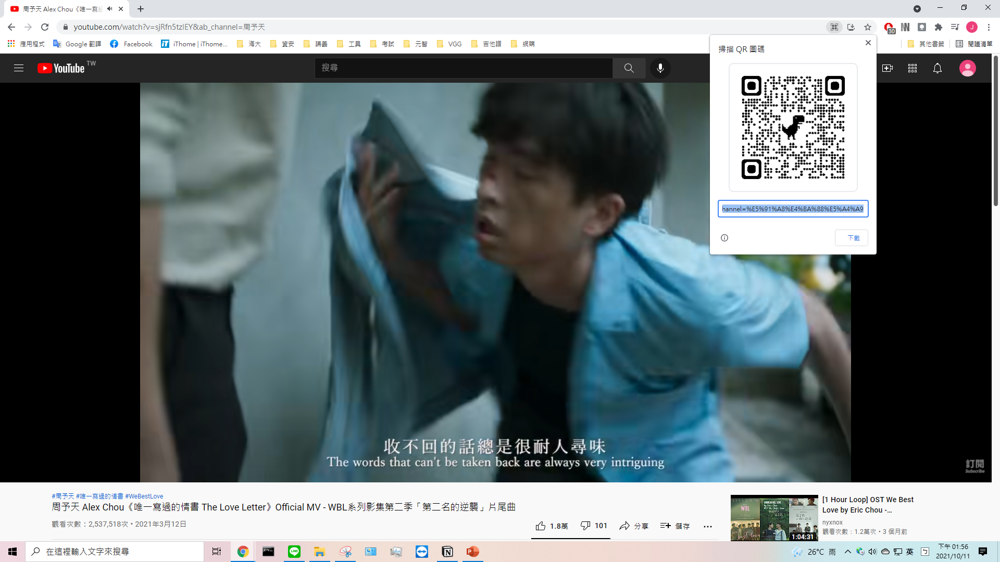 周予天 Alex Chou《唯一寫過
youtube.com/watch?v=sjRfn5tzlEY&ab_channel=周予天
30
J
應用程式
Google 翻譯
Facebook
iThome | iThome...
海大
資安
講義
工具
考試
元智
VGG
吉他譜
網購
其他書籤
閱讀清單
掃描 QR 圖碼
YouTube TW
搜尋
hannel=%E5%91%A8%E4%BA%88%E5%A4%A9
下載
收不回的話總是很耐人尋味
The words that can't be taken back are always very intriguing
訂閱
Subscribe
#周予天 #唯一寫過的情書 #WeBestLove
周予天 Alex Chou《唯一寫過的情書 The Love Letter》Official MV - WBL系列影集第二季「第二名的逆襲」片尾曲
觀看次數：2,537,518次・2021年3月12日
1.8萬
101
分享
儲存
WBL
1:04:31
[1 Hour Loop] OST We Best
Love by Eric Chou -...
nyxnox
觀看次數：1.2萬次・3 個月前
在這裡輸入文字來搜尋
LINE
26°C 雨
英
下午 01:56
2021/10/11